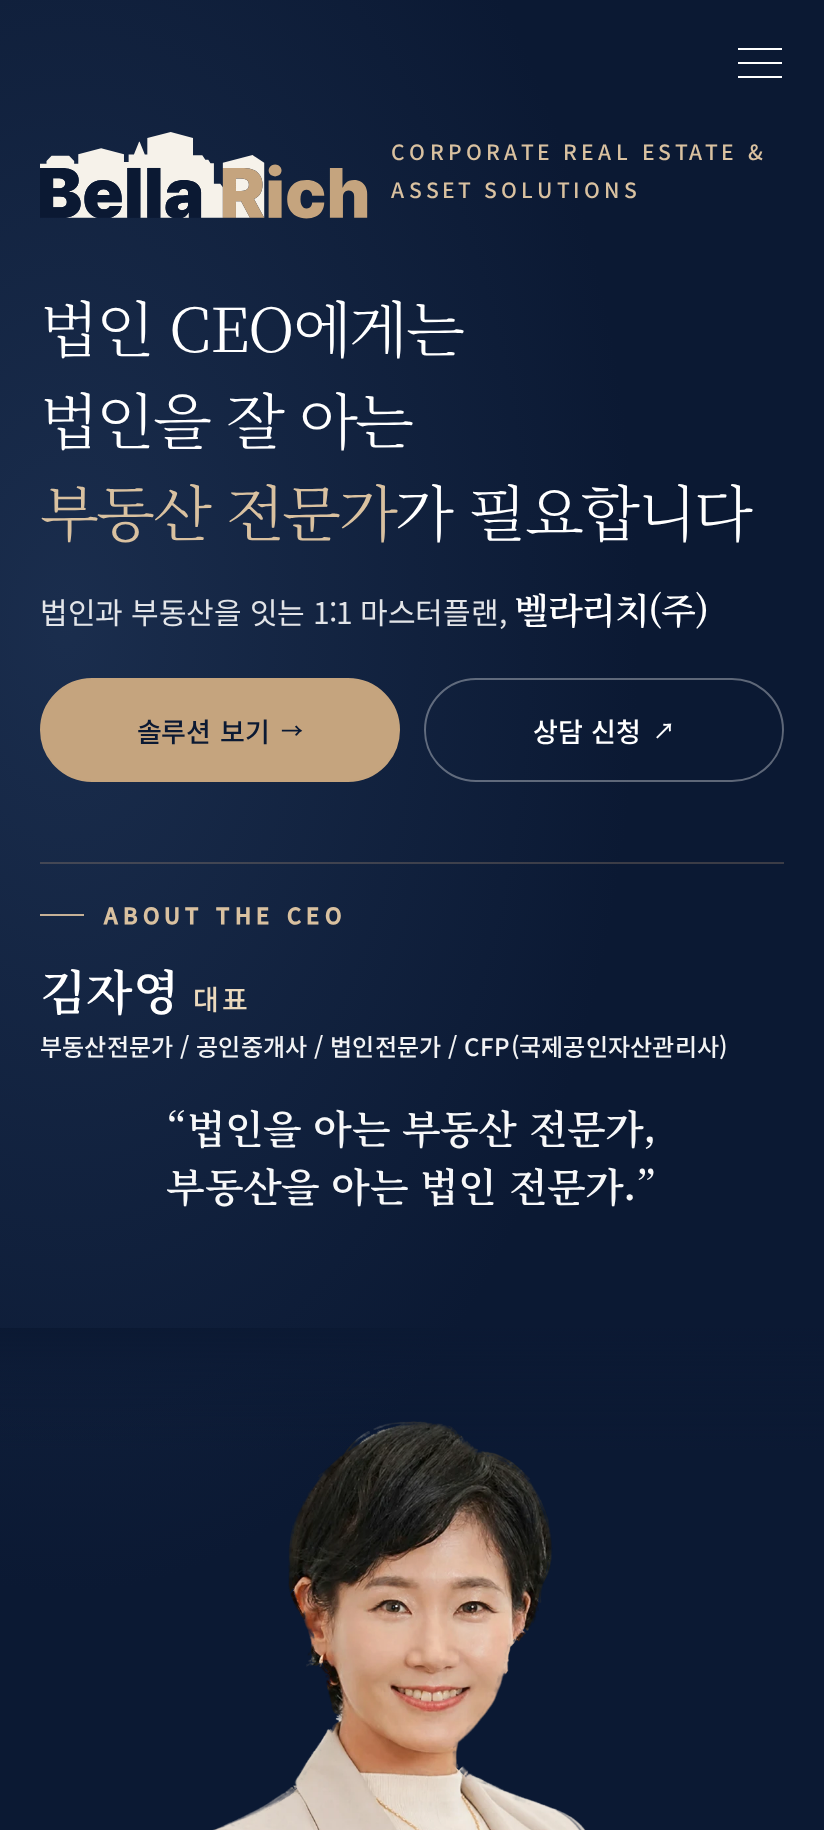 Bella Rich
CORPORATE REAL ESTATE &
ASSET SOLUTIONS
법인 CEO에게는
법인을 잘 아는
부동산 전문가가 필요합니다
법인과 부동산을 잇는 1:1 마스터플랜, 벨라리치(주)
솔루션 보기 →
상담 신청 ↗
ABOUT THE CEO
김자영 대표
부동산전문가 / 공인중개사 / 법인전문가 / CFP(국제공인자산관리사)
“법인을 아는 부동산 전문가,
부동산을 아는 법인 전문가.”